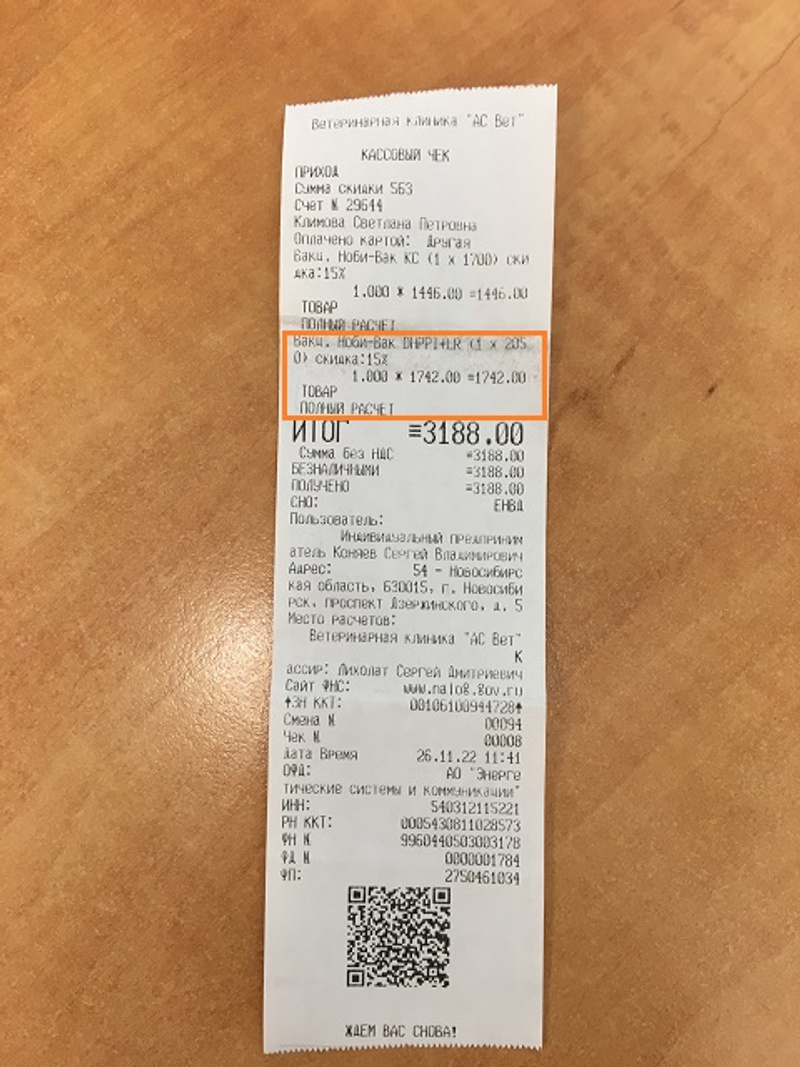 Ветеринарная клиника "АС Вет"
КАССОВЫЙ ЧЕК
ПРИХОД
Сумма скидки 563
Счет N 29644
Климова Светлана Петровна
Оплачено картой: Другая
Вакц. Ноби-Вак КС (1 x 1700) ски
дка:15%
1.000 * 1446.00 =1446.00
ТОВАР
ПОЛНЫЙ РАСЧЕТ
Вакц. Ноби-Вак DHPPI+LR (1 x 205
0) скидка:15%
1.000 * 1742.00 =1742.00
ТОВАР
ПОЛНЫЙ РАСЧЕТ
ИТОГ =3188.00
Сумма без НДС =3188.00
БЕЗНАЛИЧНЫМИ =3188.00
ПОЛУЧЕНО =3188.00
СНО: ЕНВД
Пользователь:
Индивидуальный предприним
атель Коняев Сергей Владимирович
Адрес: 54 - Новосибирс
кая область, 630015, г. Новосиби
рск, проспект Дзержинского, д. 5
Место расчетов:
Ветеринарная клиника "АС Вет"
К
ассир: Лихолат Сергей Дмитриевич
Сайт ФНС: www.nalog.gov.ru
↑ЗН ККТ: 00106100944728↑
Смена N 00094
Чек N 00008
Дата Время 26.11.22 11:41
ОФД: АО "Энерге
тические системы и коммуникации"
ИНН: 540312115221
РН ККТ: 0005430811028573
ФН N 9960440503003178
ФД N 0000001784
ФП: 2750461034
ЖДЕМ ВАС СНОВА!